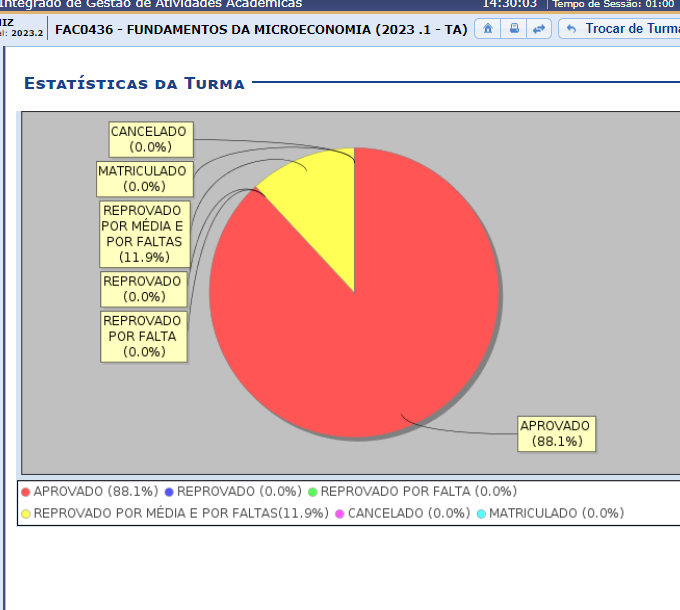 Integrado de Gestão de Atividades Acadêmicas 14:30:03 Tempo de Sessão: 01:00
2023.2 FAC0436 - FUNDAMENTOS DA MICROECONOMIA (2023 .1 - TA) Trocar de Turma
ESTATÍSTICAS DA TURMA
CANCELADO
(0.0%)
MATRICULADO
(0.0%)
REPROVADO
POR MÉDIA E
POR FALTAS
(11.9%)
REPROVADO
(0.0%)
REPROVADO
POR FALTA
(0.0%)
APROVADO
(88.1%)
APROVADO (88.1%) REPROVADO (0.0%) REPROVADO POR FALTA (0.0%)
REPROVADO POR MÉDIA E POR FALTAS(11.9%) CANCELADO (0.0%) MATRICULADO (0.0%)